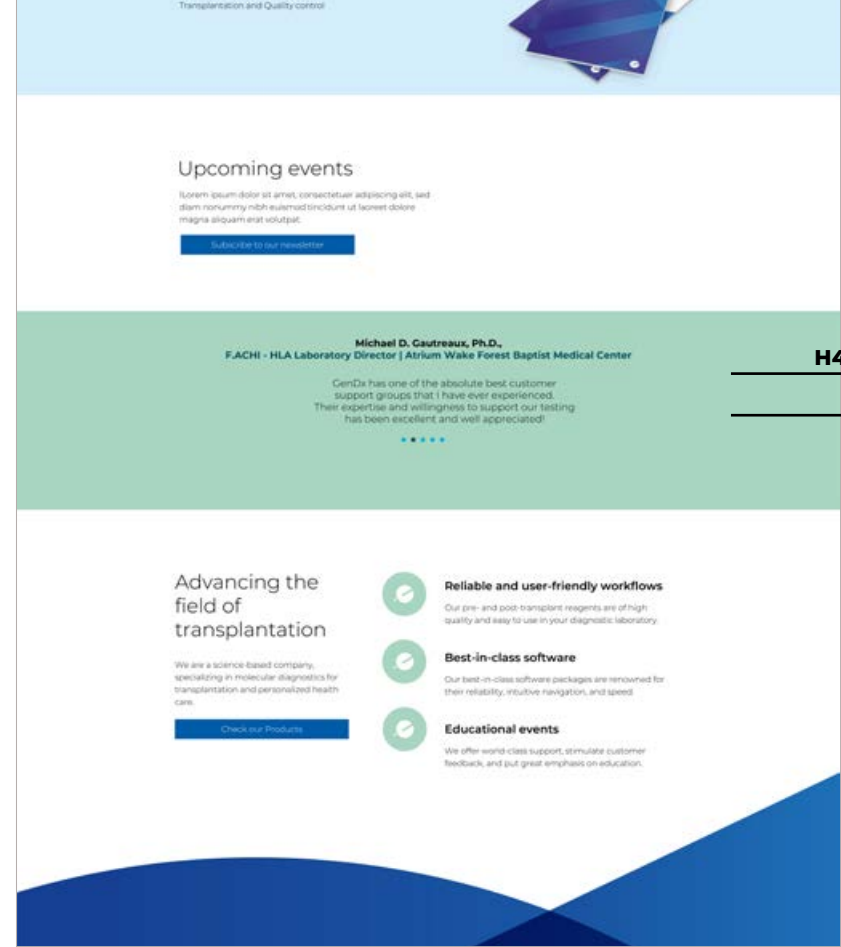 Transplantation and Quality control
Upcoming events
lLorem ipsum dolor sit amet, consectetuer adipiscing elit, sed
diam nonummy nibh euismod tincidunt ut laoreet dolore
magna aliquam erat volutpat.
Subscribe to our newsletter
Michael D. Gautreaux, Ph.D.,
F.ACHI - HLA Laboratory Director | Atrium Wake Forest Baptist Medical Center
H4
GenDx has one of the absolute best customer
support groups that I have ever experienced.
Their expertise and willingness to support our testing
has been excellent and well appreciated!
Advancing the
field of
transplantation
We are a science-based company,
specializing in molecular diagnostics for
transplantation and personalized health
care.
Check our Products
Reliable and user-friendly workflows
Our pre- and post-transplant reagents are of high
quality and easy to use in your diagnostic laboratory.
Best-in-class software
Our best-in-class software packages are renowned for
their reliability, intuitive navigation, and speed
Educational events
We offer world-class support, stimulate customer
feedback, and put great emphasis on education.